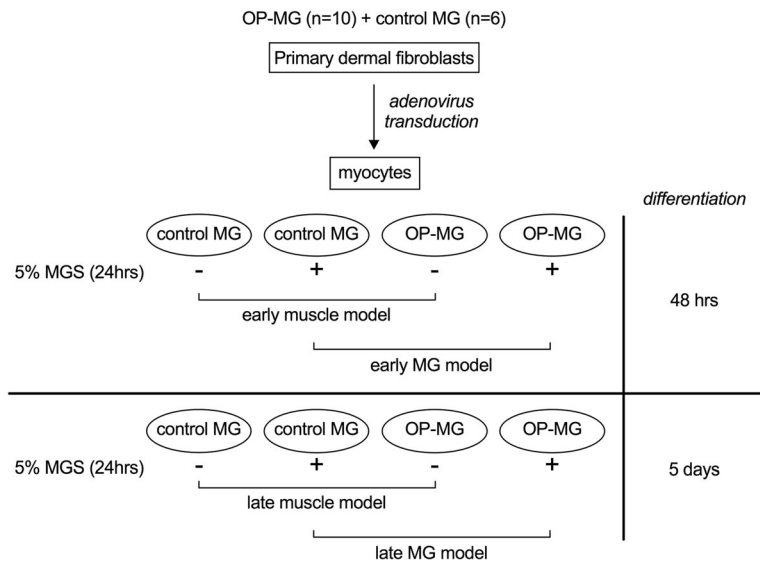 OP-MG (n=10) + control MG (n=6)
Primary dermal fibroblasts
adenovirus
transduction
myocytes
differentiation
control MG control MG OP-MG OP-MG
5% MGS (24hrs) - + - +
48 hrs
early muscle model
early MG model
control MG control MG OP-MG OP-MG
5% MGS (24hrs) - + - +
5 days
late muscle model
late MG model